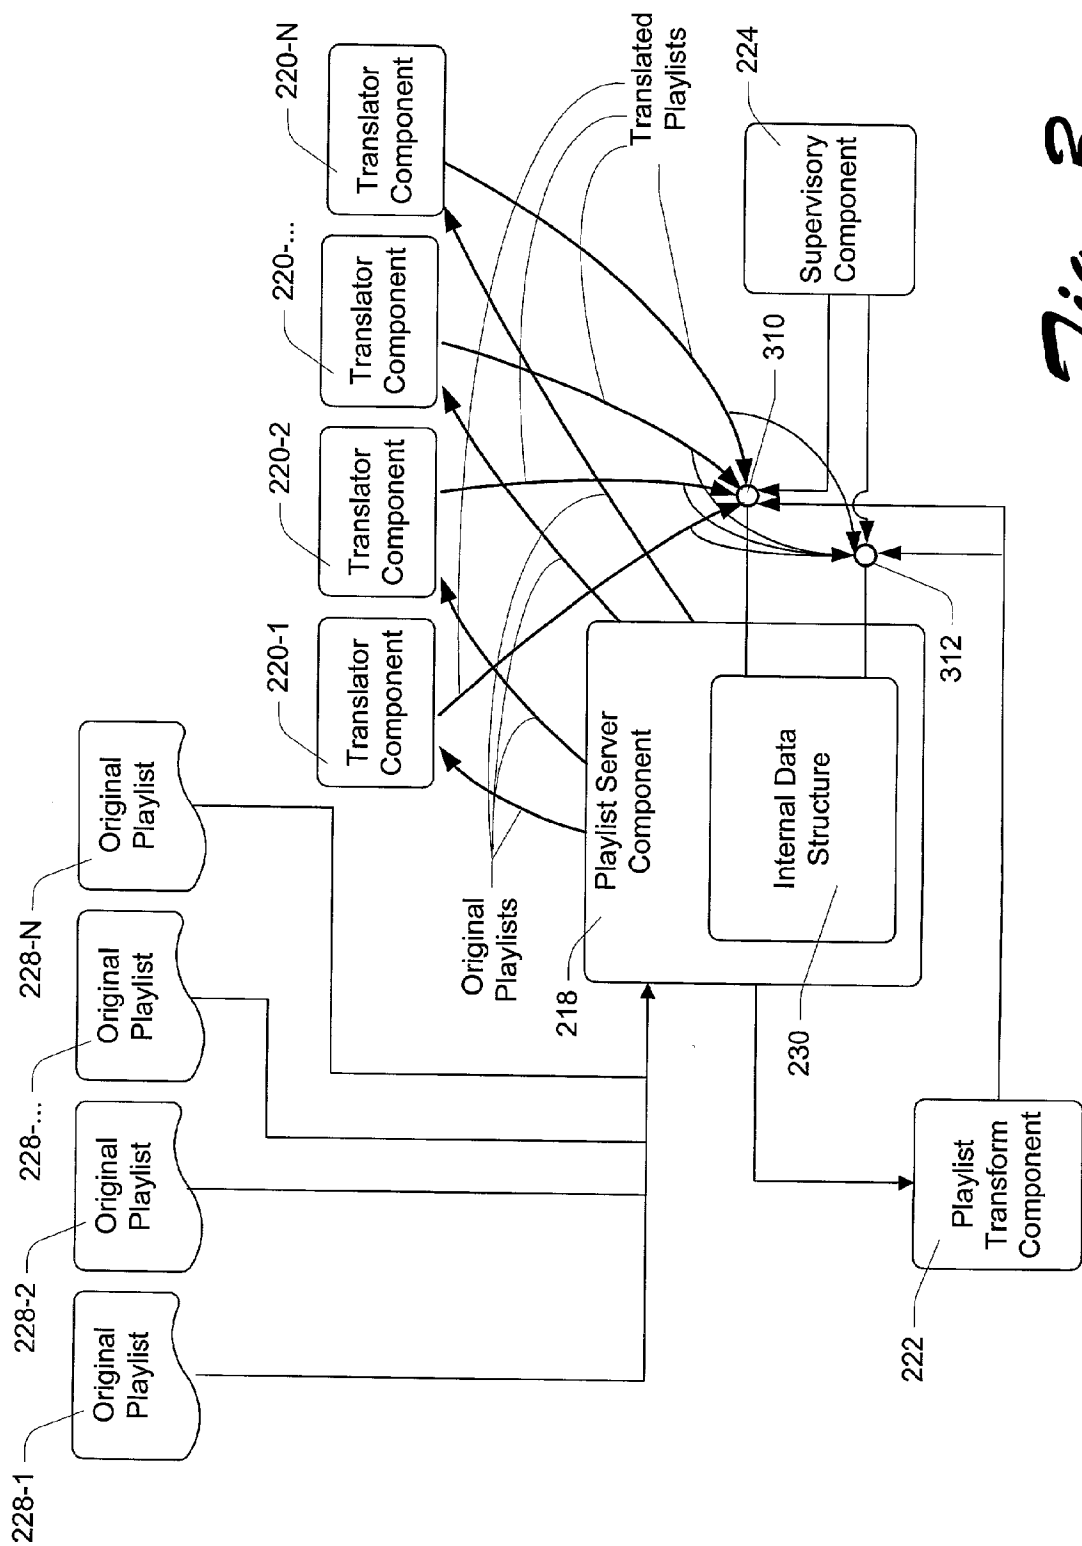 228-1
Original
Playlist
228-2
Original
Playlist
228-...
Original
Playlist
228-N
Original
Playlist
220-1
Translator
Component
220-2
Translator
Component
220-...
Translator
Component
220-N
Translator
Component
Original
Playlists
Translated
Playlists
218
Playlist Server
Component
230
Internal Data
Structure
310
312
224
Supervisory
Component
222
Playlist
Transform
Component